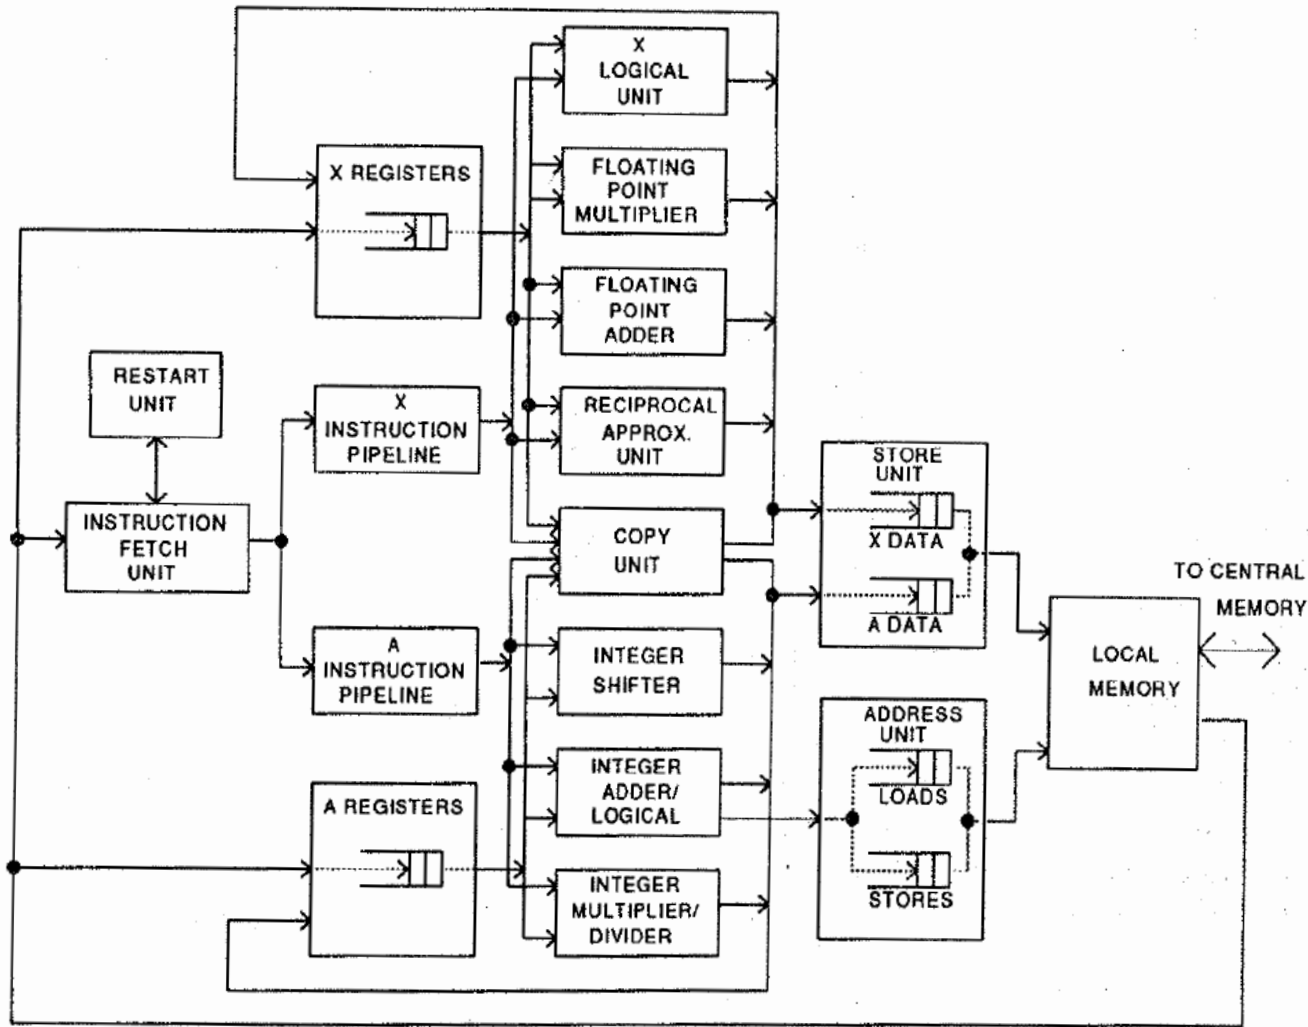 X
LOGICAL
UNIT
X REGISTERS
FLOATING
POINT
MULTIPLIER
FLOATING
POINT
ADDER
RESTART
UNIT
X
INSTRUCTION
PIPELINE
RECIPROCAL
APPROX.
UNIT
INSTRUCTION
FETCH
UNIT
COPY
UNIT
STORE
UNIT
X DATA
A DATA
TO CENTRAL
MEMORY
A
INSTRUCTION
PIPELINE
INTEGER
SHIFTER
LOCAL
MEMORY
A REGISTERS
INTEGER
ADDER/
LOGICAL
ADDRESS
UNIT
LOADS
STORES
INTEGER
MULTIPLIER/
DIVIDER